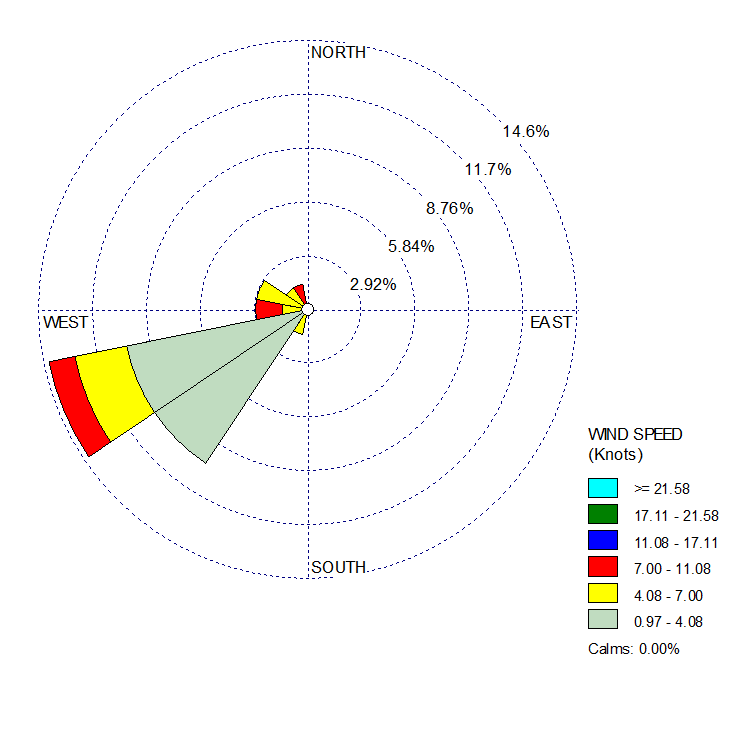 NORTH
14.6%
11.7%
8.76%
5.84%
2.92%
WEST
EAST
SOUTH
WIND SPEED
(Knots)
>= 21.58
17.11 - 21.58
11.08 - 17.11
7.00 - 11.08
4.08 - 7.00
0.97 - 4.08
Calms: 0.00%